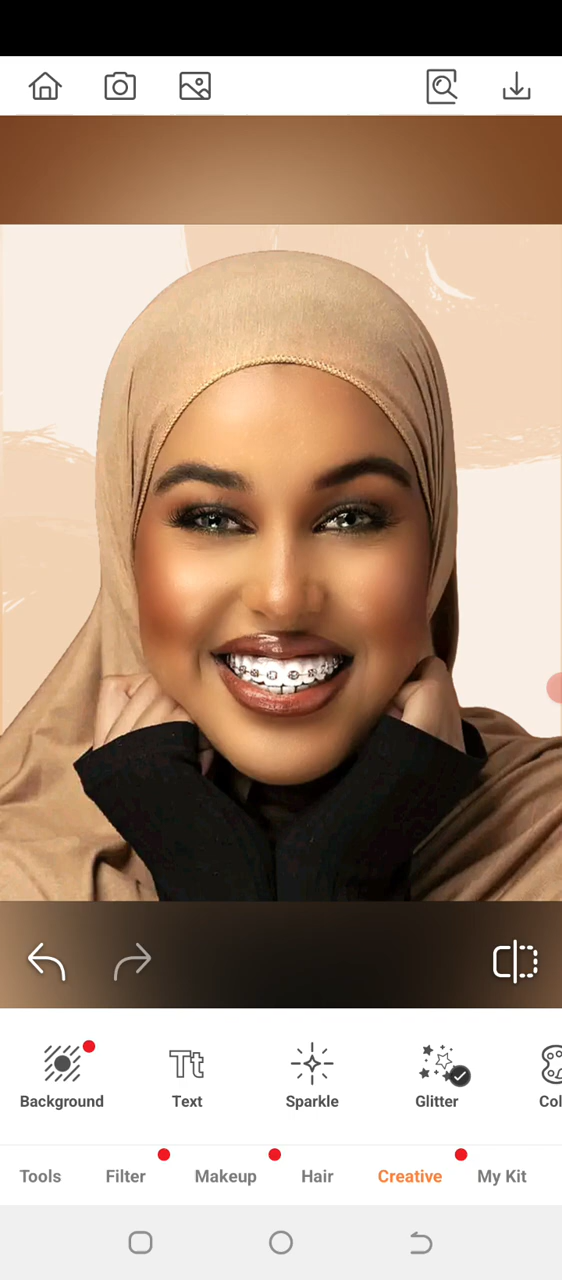 Background
Text
Sparkle
Glitter
Col
Tools
Filter
Makeup
Hair
Creative
My Kit